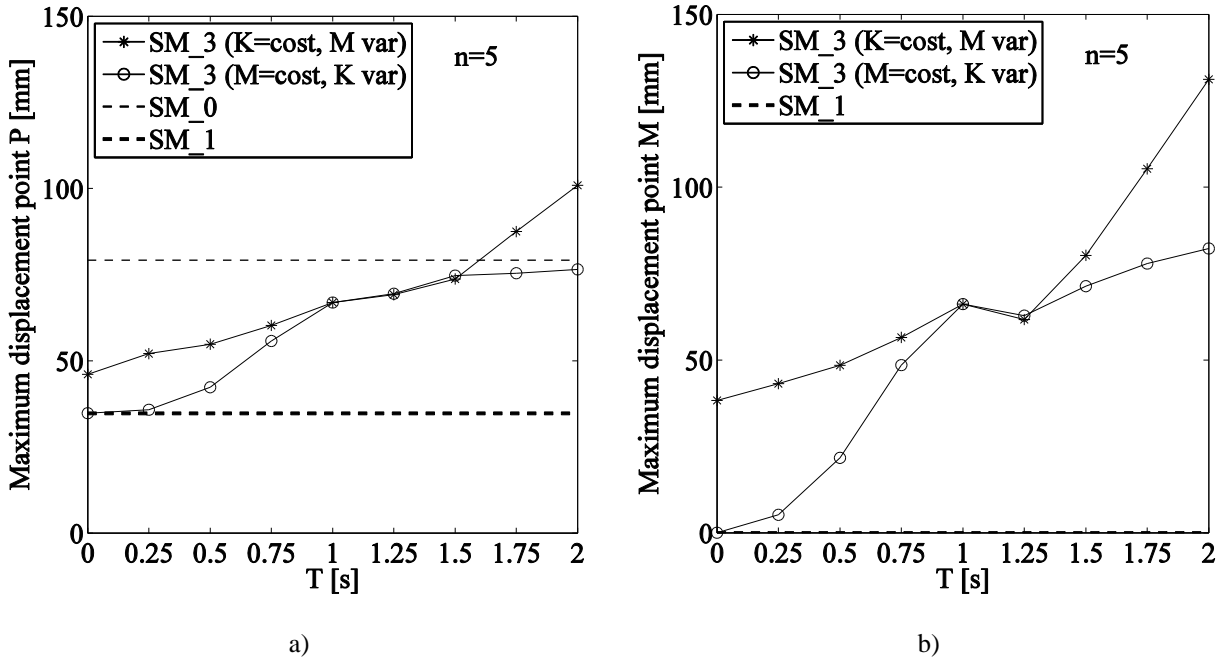 Maximum displacement point P [mm]
150
100
50
0
SM_3 (K=cost, M var)
SM_3 (M=cost, K var)
SM_0
SM_1
n=5
0 0.25 0.5 0.75 1 1.25 1.5 1.75 2
T [s]
a)
Maximum displacement point M [mm]
150
100
50
0
SM_3 (K=cost, M var)
SM_3 (M=cost, K var)
SM_1
n=5
0 0.25 0.5 0.75 1 1.25 1.5 1.75 2
T [s]
b)